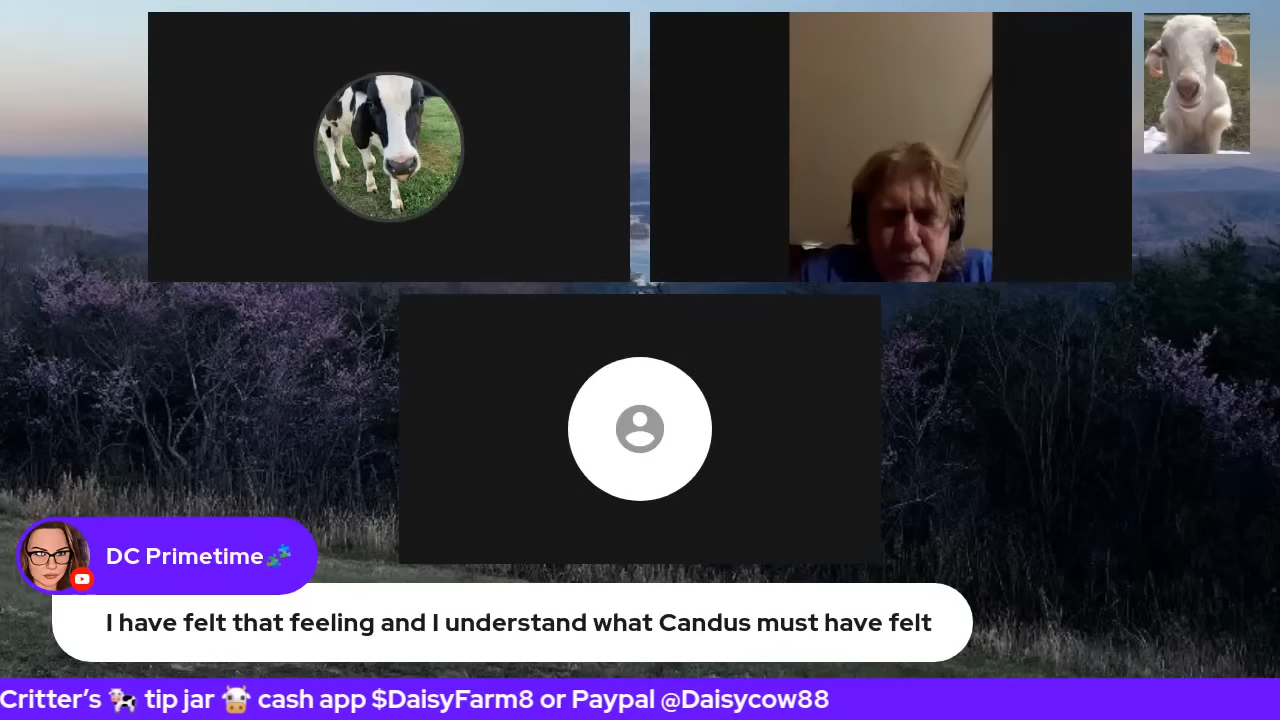 DC Primetime
I have felt that feeling and I understand what Candus must have felt
Critter’s 🐄 tip jar 🐮 cash app $DaisyFarm8 or Paypal @Daisycow88